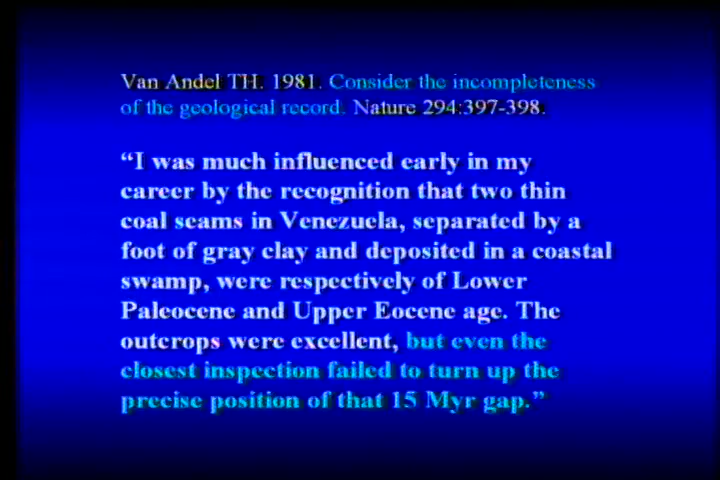 Van Andel TH. 1981. Consider the incompleteness
of the geological record. Nature 294:397-398.
“I was much influenced early in my
career by the recognition that two thin
coal seams in Venezuela, separated by a
foot of gray clay and deposited in a coastal
swamp, were respectively of Lower
Paleocene and Upper Eocene age. The
outcrops were excellent, but even the
closest inspection failed to turn up the
precise position of that 15 Myr gap.”